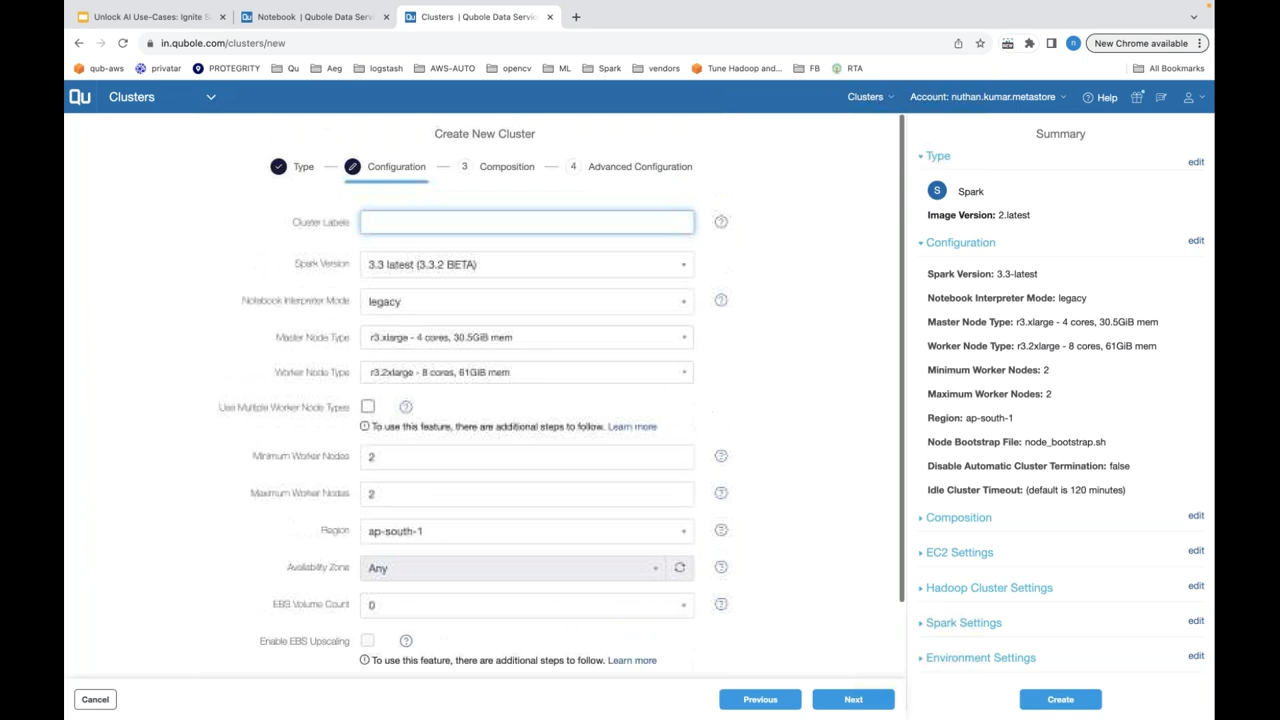 Unlock AI Use-Cases: Ignite S
Notebook | Qubole Data Servi
Clusters | Qubole Data Servic
in.qubole.com/clusters/new
New Chrome available
qub-aws
privatar
PROTEGRITY
Qu
Aeg
logstash
AWS-AUTO
opencv
ML
Spark
vendors
Tune Hadoop and...
FB
RTA
All Bookmarks
Qu Clusters
Clusters
Account: nuthan.kumar.metastore
Help
Create New Cluster
Type
Configuration
3 Composition
4 Advanced Configuration
Cluster Labels
Spark Version 3.3 latest (3.3.2 BETA)
Notebook Interpreter Mode legacy
Master Node Type r3.xlarge - 4 cores, 30.5GiB mem
Worker Node Type r3.2xlarge - 8 cores, 61GiB mem
Use Multiple Worker Node Types
To use this feature, there are additional steps to follow. Learn more
Minimum Worker Nodes 2
Maximum Worker Nodes 2
Region ap-south-1
Availability Zone Any
EBS Volume Count 0
Enable EBS Upscaling
To use this feature, there are additional steps to follow. Learn more
Cancel
Previous
Next
Summary
Type edit
S Spark
Image Version: 2.latest
Configuration edit
Spark Version: 3.3-latest
Notebook Interpreter Mode: legacy
Master Node Type: r3.xlarge - 4 cores, 30.5GiB mem
Worker Node Type: r3.2xlarge - 8 cores, 61GiB mem
Minimum Worker Nodes: 2
Maximum Worker Nodes: 2
Region: ap-south-1
Node Bootstrap File: node_bootstrap.sh
Disable Automatic Cluster Termination: false
Idle Cluster Timeout: (default is 120 minutes)
Composition edit
EC2 Settings edit
Hadoop Cluster Settings edit
Spark Settings edit
Environment Settings edit
Create